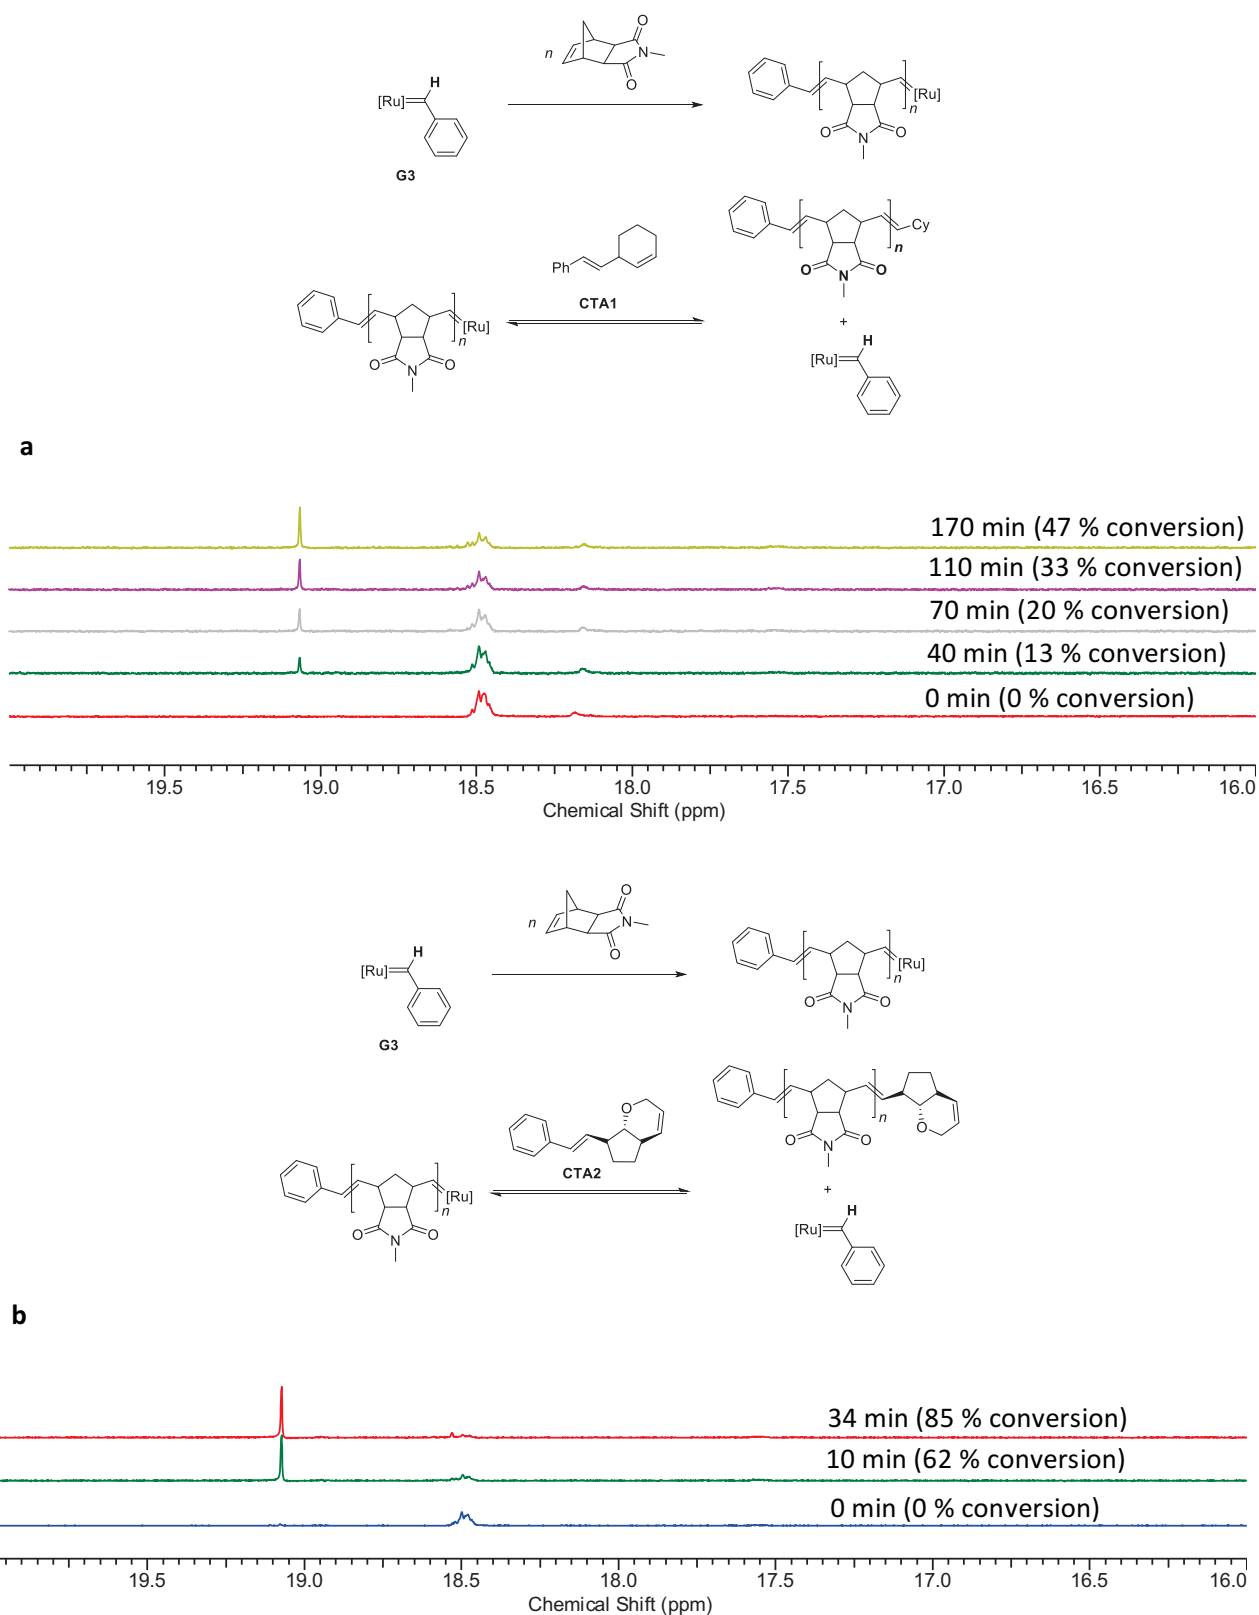 n
O
N
O
H
[Ru]
G3
n
[Ru]
O
N
O
Ph
CTA1
n
[Ru]
O
N
O
Cy
n
O
N
O
+
H
[Ru]
a
170 min (47 % conversion)
110 min (33 % conversion)
70 min (20 % conversion)
40 min (13 % conversion)
0 min (0 % conversion)
19.5 19.0 18.5 18.0 17.5 17.0 16.5 16.0
Chemical Shift (ppm)
n
O
N
O
H
[Ru]
G3
n
[Ru]
O
N
O
O
CTA2
n
[Ru]
O
N
O
n
O
O
N
O
+
H
[Ru]
b
34 min (85 % conversion)
10 min (62 % conversion)
0 min (0 % conversion)
19.5 19.0 18.5 18.0 17.5 17.0 16.5 16.0
Chemical Shift (ppm)